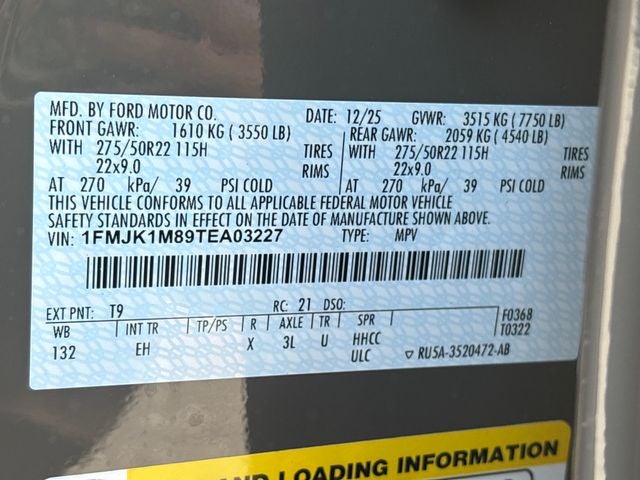 MFD. BY FORD MOTOR CO. DATE: 12/25 GVWR: 3515 KG ( 7750 LB)
FRONT GAWR: 1610 KG ( 3550 LB) REAR GAWR: 2059 KG ( 4540 LB)
WITH 275/50R22 115H TIRES WITH 275/50R22 115H TIRES
22x9.0 RIMS 22x9.0 RIMS
AT 270 kPa/ 39 PSI COLD AT 270 kPa/ 39 PSI COLD
THIS VEHICLE CONFORMS TO ALL APPLICABLE FEDERAL MOTOR VEHICLE
SAFETY STANDARDS IN EFFECT ON THE DATE OF MANUFACTURE SHOWN ABOVE.
VIN: 1FMJK1M89TEA03227 TYPE: MPV
EXT PNT: T9 RC: 21 DSO: F0368
WB INT TR TP/PS R AXLE TR SPR T0322
132 EH X 3L U HHCC
ULC ▽ RU5A-3520472-AB
AND LOADING INFORMATION